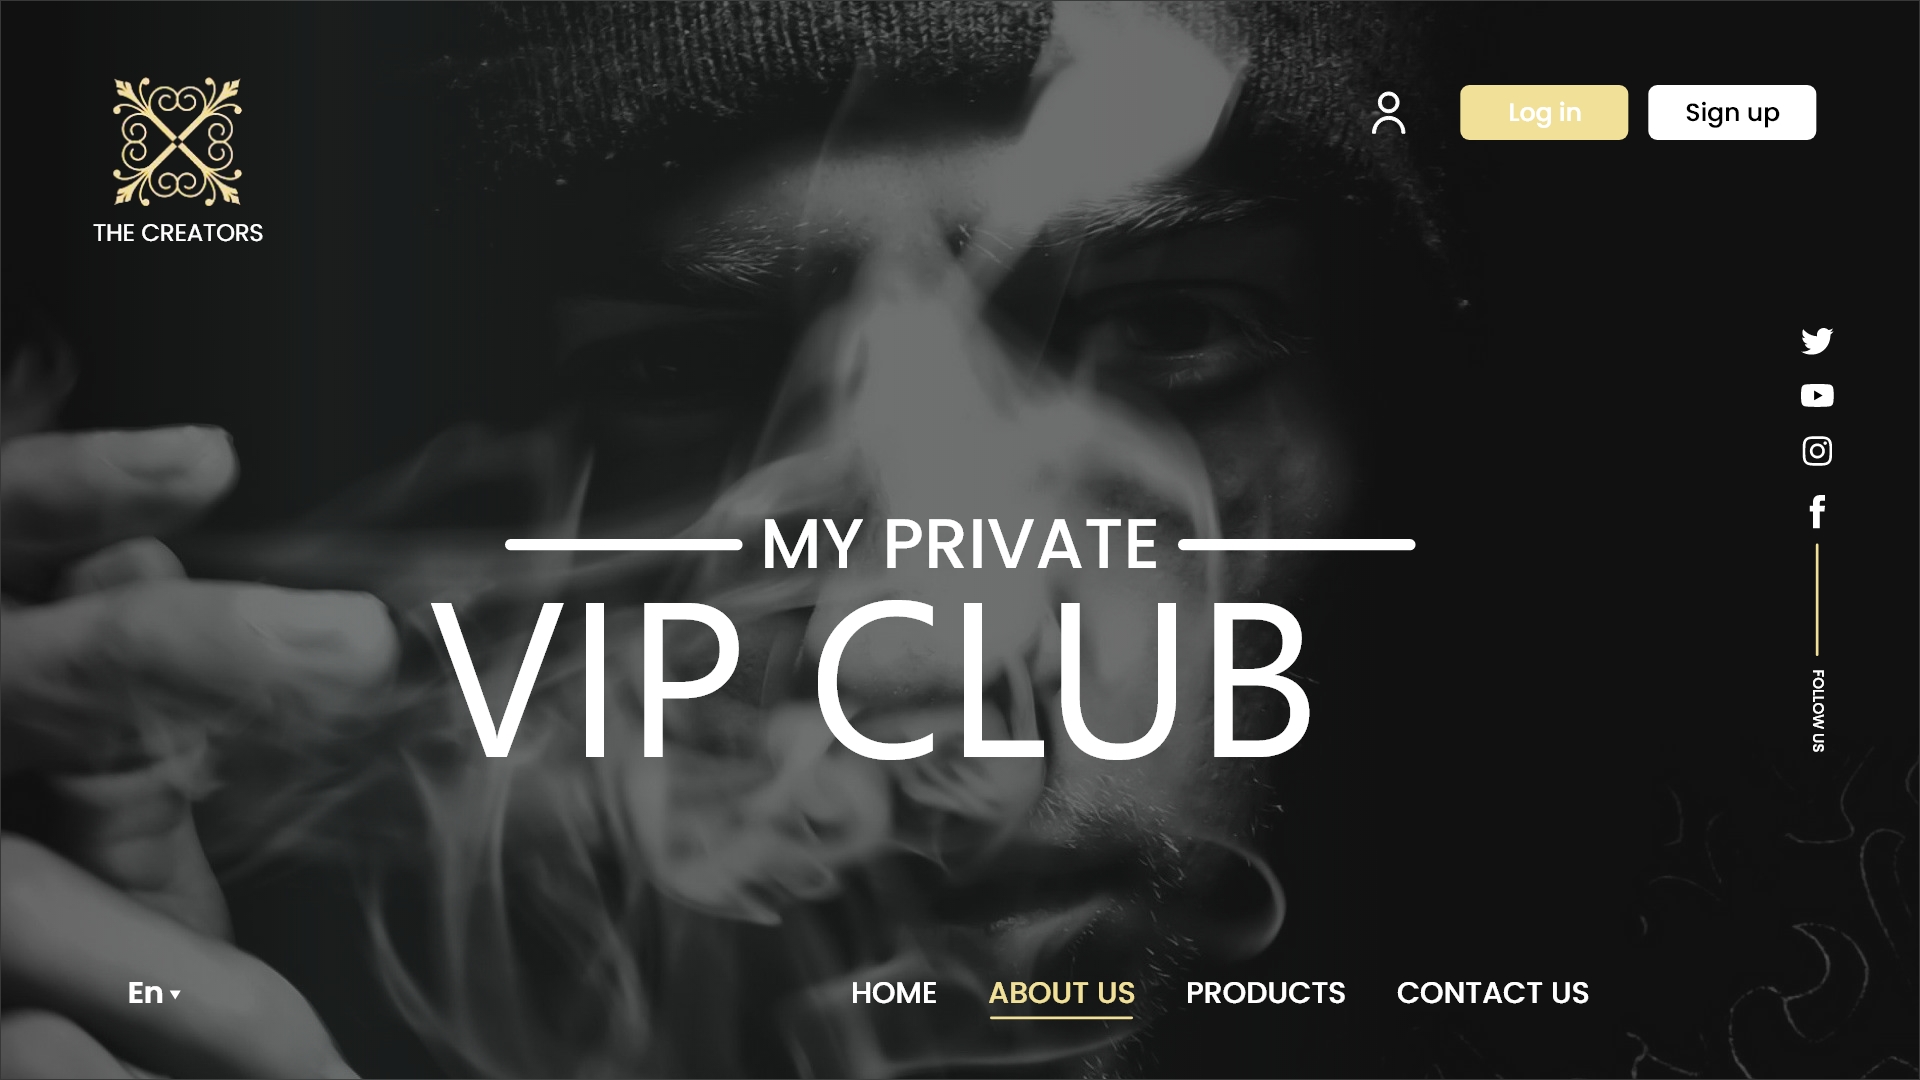 THE CREATORS
Log in
Sign up
MY PRIVATE
VIP CLUB
FOLLOW US
En
HOME
ABOUT US
PRODUCTS
CONTACT US